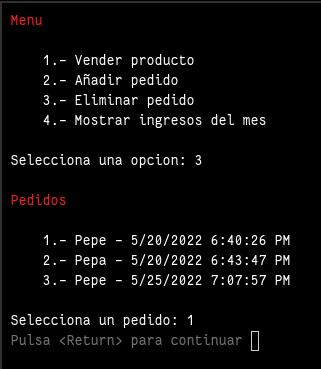 Menu
1.- Vender producto
2.- Añadir pedido
3.- Eliminar pedido
4.- Mostrar ingresos del mes
Selecciona una opcion: 3
Pedidos
1.- Pepe - 5/20/2022 6:40:26 PM
2.- Pepa - 5/20/2022 6:43:47 PM
3.- Pepe - 5/25/2022 7:07:57 PM
Selecciona un pedido: 1
Pulsa <Return> para continuar